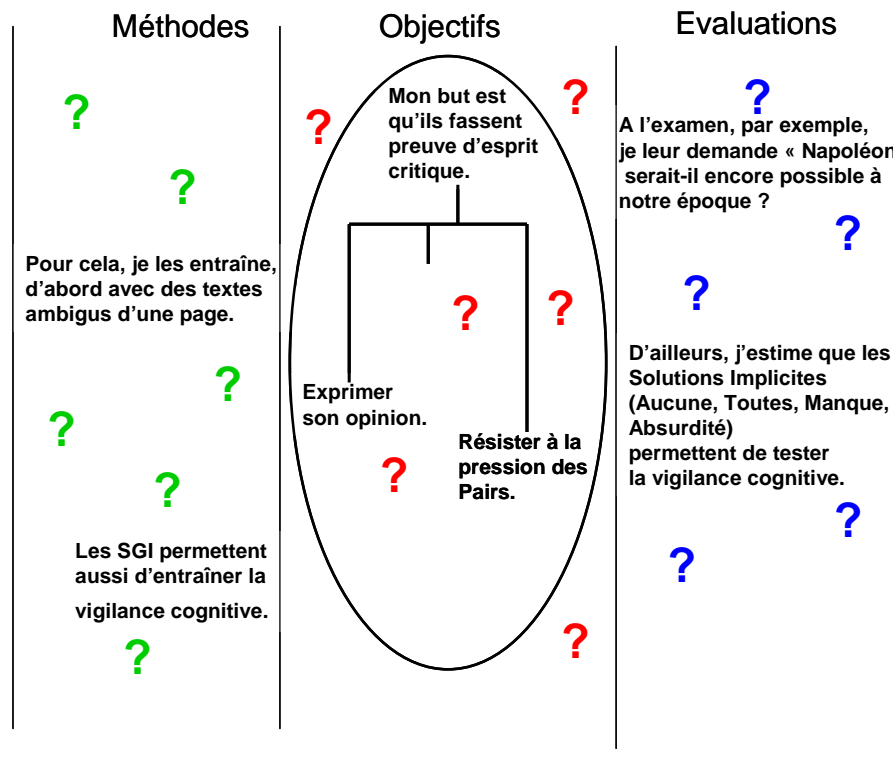 Méthodes
?
?
Pour cela, je les entraîne,
d'abord avec des textes
ambigus d'une page.
?
?
?
Les SGI permettent
aussi d'entraîner la
vigilance cognitive.
?
Objectifs
?
?
Mon but est
qu'ils fassent
preuve d'esprit
critique.
?
?
Exprimer
son opinion.
Résister à la
pression des
Pairs.
?
?
Evaluations
?
A l'examen, par exemple,
je leur demande « Napoléon
serait-il encore possible à
notre époque ?
?
?
D'ailleurs, j'estime que les
Solutions Implicites
(Aucune, Toutes, Manque,
Absurdité)
permettent de tester
la vigilance cognitive.
?
?